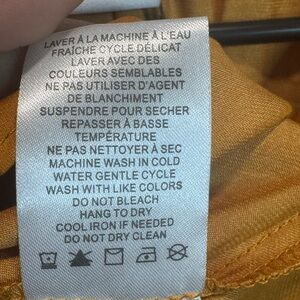 LAVER À LA MACHINE À L'EAU
FRAÎCHE CYCLE DÉLICAT
LAVER AVEC DES
COULEURS SEMBLABLES
NE PAS UTILISER D'AGENT
DE BLANCHIMENT
SUSPENDRE POUR SECHER
REPASSER À BASSE
TEMPÉRATURE
NE PAS NETTOYER À SEC
MACHINE WASH IN COLD
WATER GENTLE CYCLE
WASH WITH LIKE COLORS
DO NOT BLEACH
HANG TO DRY
COOL IRON IF NEEDED
DO NOT DRY CLEAN